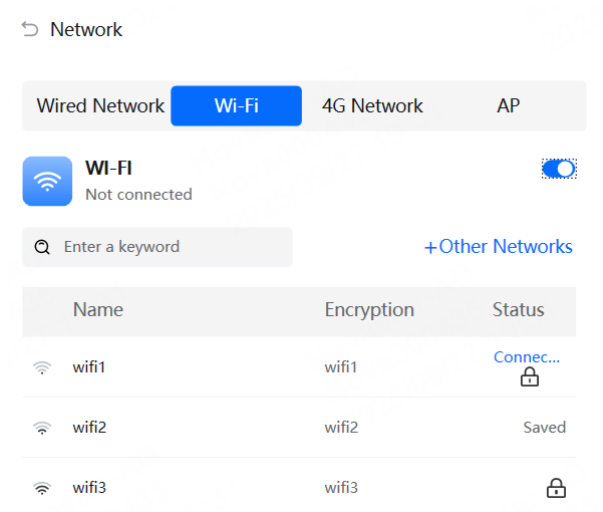 Network
Wired Network Wi-Fi 4G Network AP
WI-FI
Not connected
Enter a keyword +Other Networks
Name Encryption Status
wifi1 wifi1 Connec...
wifi2 wifi2 Saved
wifi3 wifi3